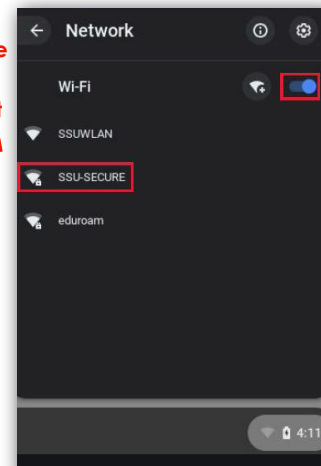 Network
Wi-Fi
SSUWLAN
SSU-SECURE
eduroam
4:11